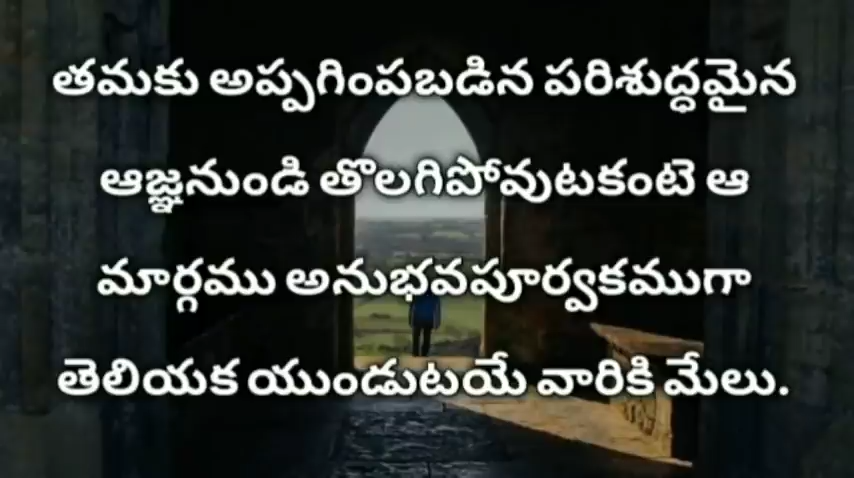 తమకు అప్పగింపబడిన పరిశుద్ధమైన
ఆజ్ఞనుండి తొలగిపోవుటకంటె ఆ
మార్గము అనుభవపూర్వకముగా
తెలియక యుండుటయే వారికి మేలు.